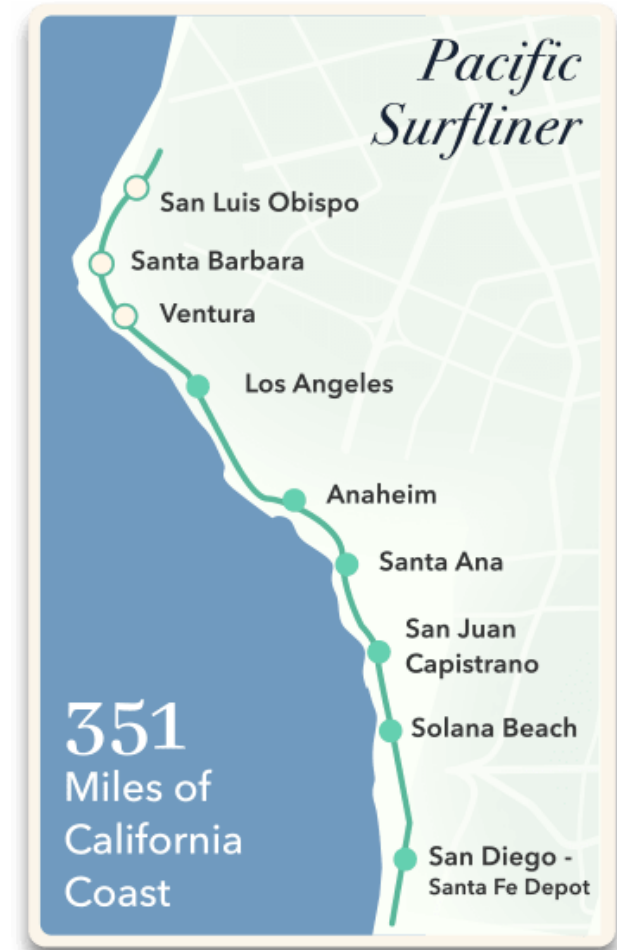 Pacific
Surfliner
San Luis Obispo
Santa Barbara
Ventura
Los Angeles
Anaheim
Santa Ana
San Juan
Capistrano
Solana Beach
San Diego -
Santa Fe Depot
351
Miles of
California
Coast